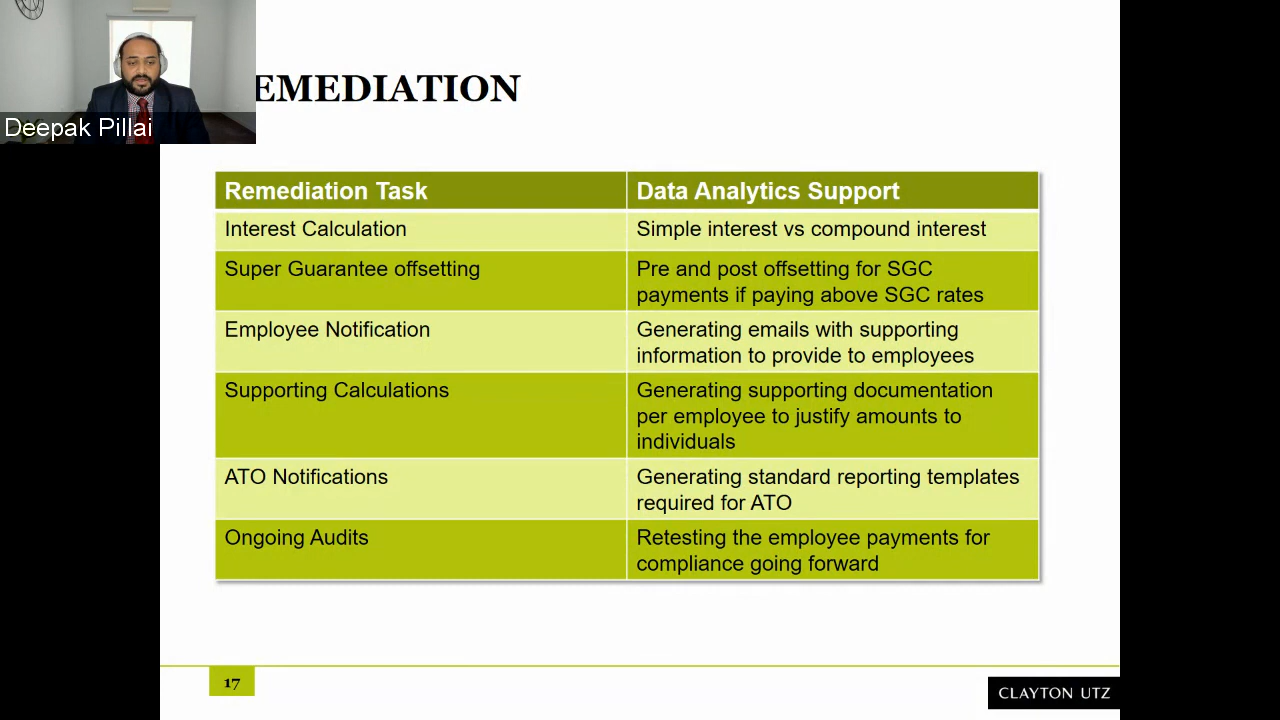 Deepak Pillai
EMEDIATION
Remediation Task
Data Analytics Support
Interest Calculation
Simple interest vs compound interest
Super Guarantee offsetting
Pre and post offsetting for SGC
payments if paying above SGC rates
Employee Notification
Generating emails with supporting
information to provide to employees
Supporting Calculations
Generating supporting documentation
per employee to justify amounts to
individuals
ATO Notifications
Generating standard reporting templates
required for ATO
Ongoing Audits
Retesting the employee payments for
compliance going forward
17
CLAYTON UTZ